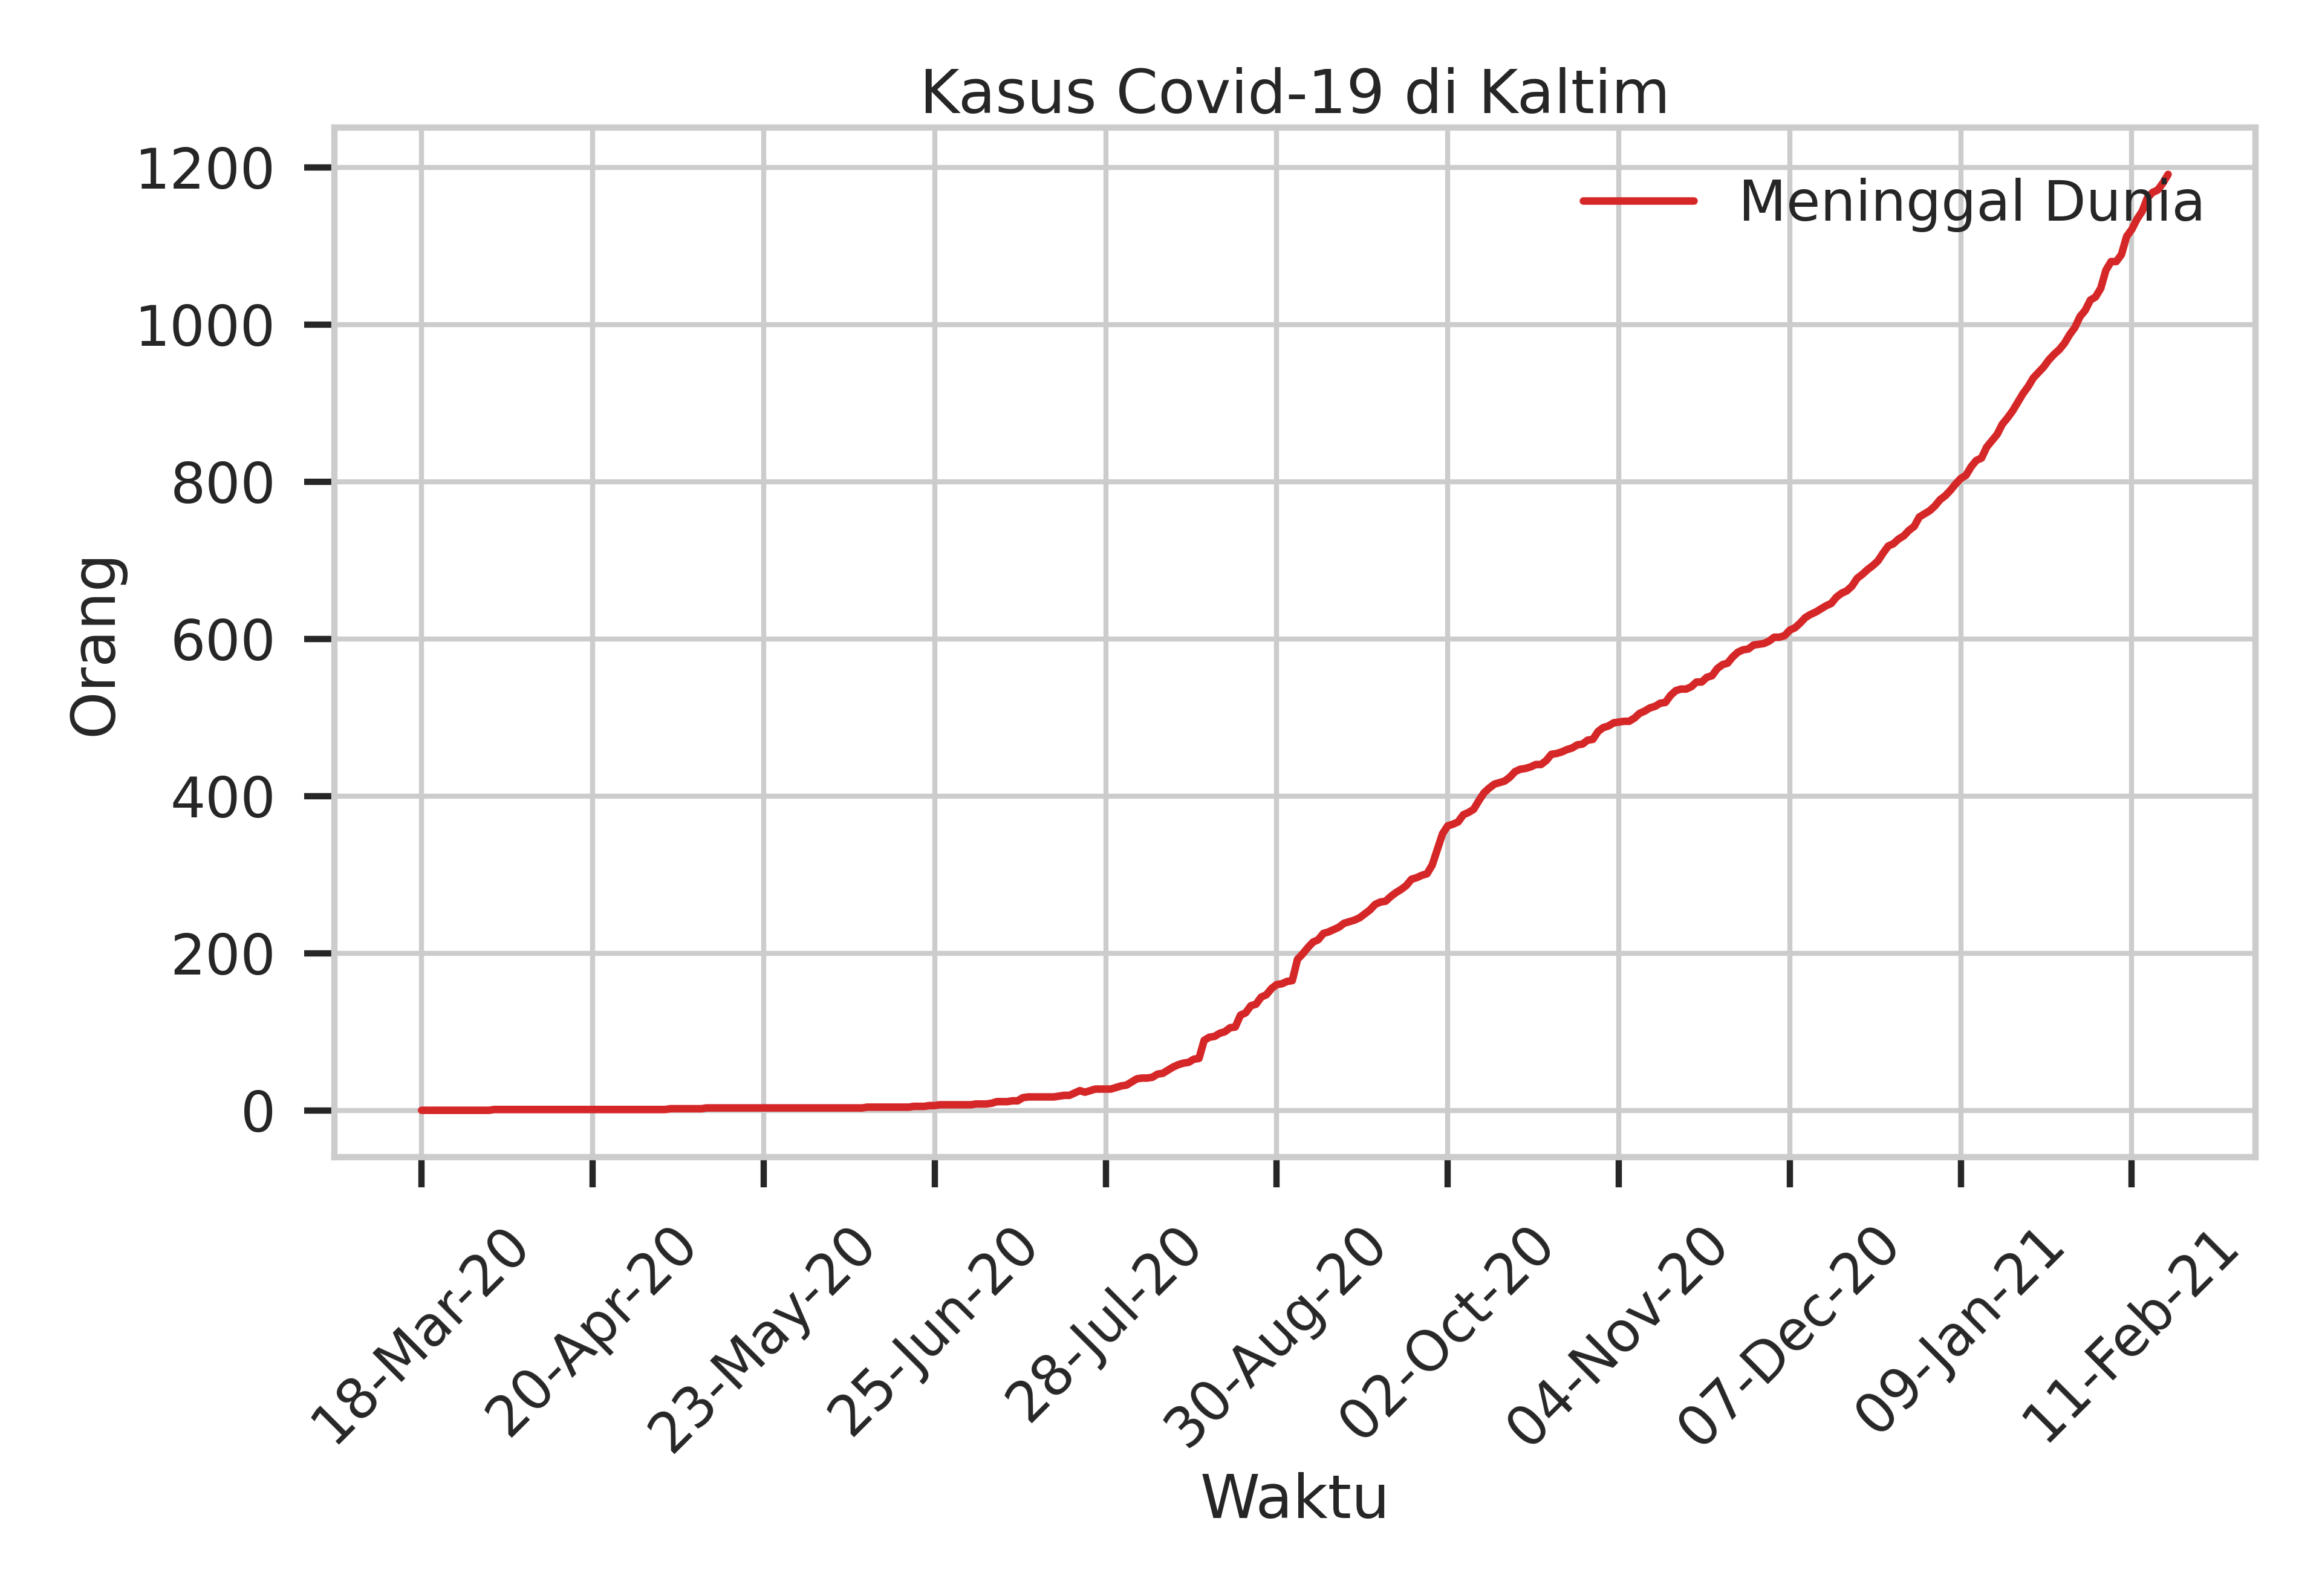 Kasus Covid-19 di Kaltim
Meninggal Dunia
1200
1000
800
600
400
200
0
Orang
18-Mar-20
20-Apr-20
23-May-20
25-Jun-20
28-Jul-20
30-Aug-20
02-Oct-20
04-Nov-20
07-Dec-20
09-Jan-21
11-Feb-21
Waktu